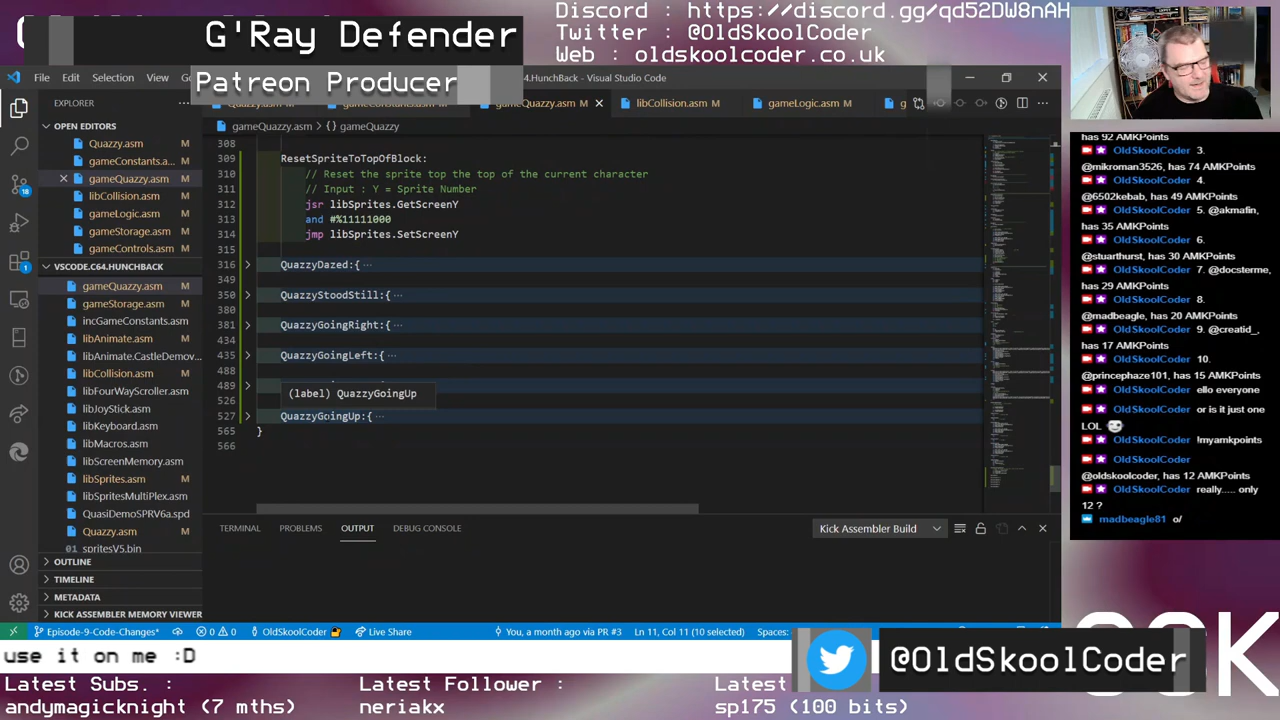 G'Ray Defender
Patreon Producer
Discord : https://discord.gg/qd52DW8nAH
Twitter : @OldSkoolCoder
Web : oldskoolcoder.co.uk
File Edit Selection View
4.HunchBack - Visual Studio Code
EXPLORER
gameQuazzy.asm
libCollision.asm M
gameLogic.asm M
gameQuazzy.asm > {} gameQuazzy
OPEN EDITORS
Quazzy.asm M
gameConstants.a... M
gameQuazzy.asm M
libCollision.asm M
gameLogic.asm M
gameStorage.asm M
gameControls.asm M
VSCODE.C64.HUNCHBACK
gameQuazzy.asm M
gameStorage.asm M
incGameConstants.asm
libAnimate.asm M
libAnimate.CastleDemov...
libCollision.asm M
libFourWayScroller.asm
libJoyStick.asm M
libKeyboard.asm M
libMacros.asm M
libScreenMemory.asm M
libSprites.asm M
libSpritesMultiPlex.asm
QuasiDemoSPRV6a.spd
Quazzy.asm M
spritesV5.bin
OUTLINE
TIMELINE
METADATA
KICK ASSEMBLER MEMORY VIEWER
308
309 ResetSpriteToTopOfBlock:
310 // Reset the sprite top the top of the current character
311 // Input : Y = Sprite Number
312 jsr libSprites.GetScreenY
313 and #%11111000
314 jmp libSprites.SetScreenY
315
316 QuazzyDazed:{ ...
349
350 QuazzyStoodStill:{ ...
380
381 QuazzyGoingRight:{ ...
434
435 QuazzyGoingLeft:{ ...
488
489
(label) QuazzyGoingUp
526
527 QuazzyGoingUp:{ ...
565 }
566
TERMINAL PROBLEMS OUTPUT DEBUG CONSOLE
Kick Assembler Build
Episode-9-Code-Changes* 0 0 OldSkoolCoder Live Share
You, a month ago via PR #3 Ln 11, Col 11 (10 selected) Spaces:
has 92 AMKPoints
OldSkoolCoder 3.
@mikroman3526, has 74 AMKPoints
OldSkoolCoder 4.
@6502kebab, has 49 AMKPoints
OldSkoolCoder 5. @akmafin,
has 35 AMKPoints
OldSkoolCoder 6.
@stuarthurst, has 30 AMKPoints
OldSkoolCoder 7. @docsterme,
has 29 AMKPoints
OldSkoolCoder 8.
@madbeagle, has 20 AMKPoints
OldSkoolCoder 9. @creatid_,
has 17 AMKPoints
OldSkoolCoder 10.
@princephaze101, has 15 AMKPoints
OldSkoolCoder ello everyone
OldSkoolCoder or is it just one
LOL
OldSkoolCoder !myamkpoints
OldSkoolCoder
@oldskoolcoder, has 12 AMKPoints
OldSkoolCoder really..... only
12 ?
madbeagle81 o/
use it on me :D
@OldSkoolCoder
Latest Subs. :
andymagicknight (7 mths)
Latest Follower :
neriakx
Latest
sp175 (100 bits)